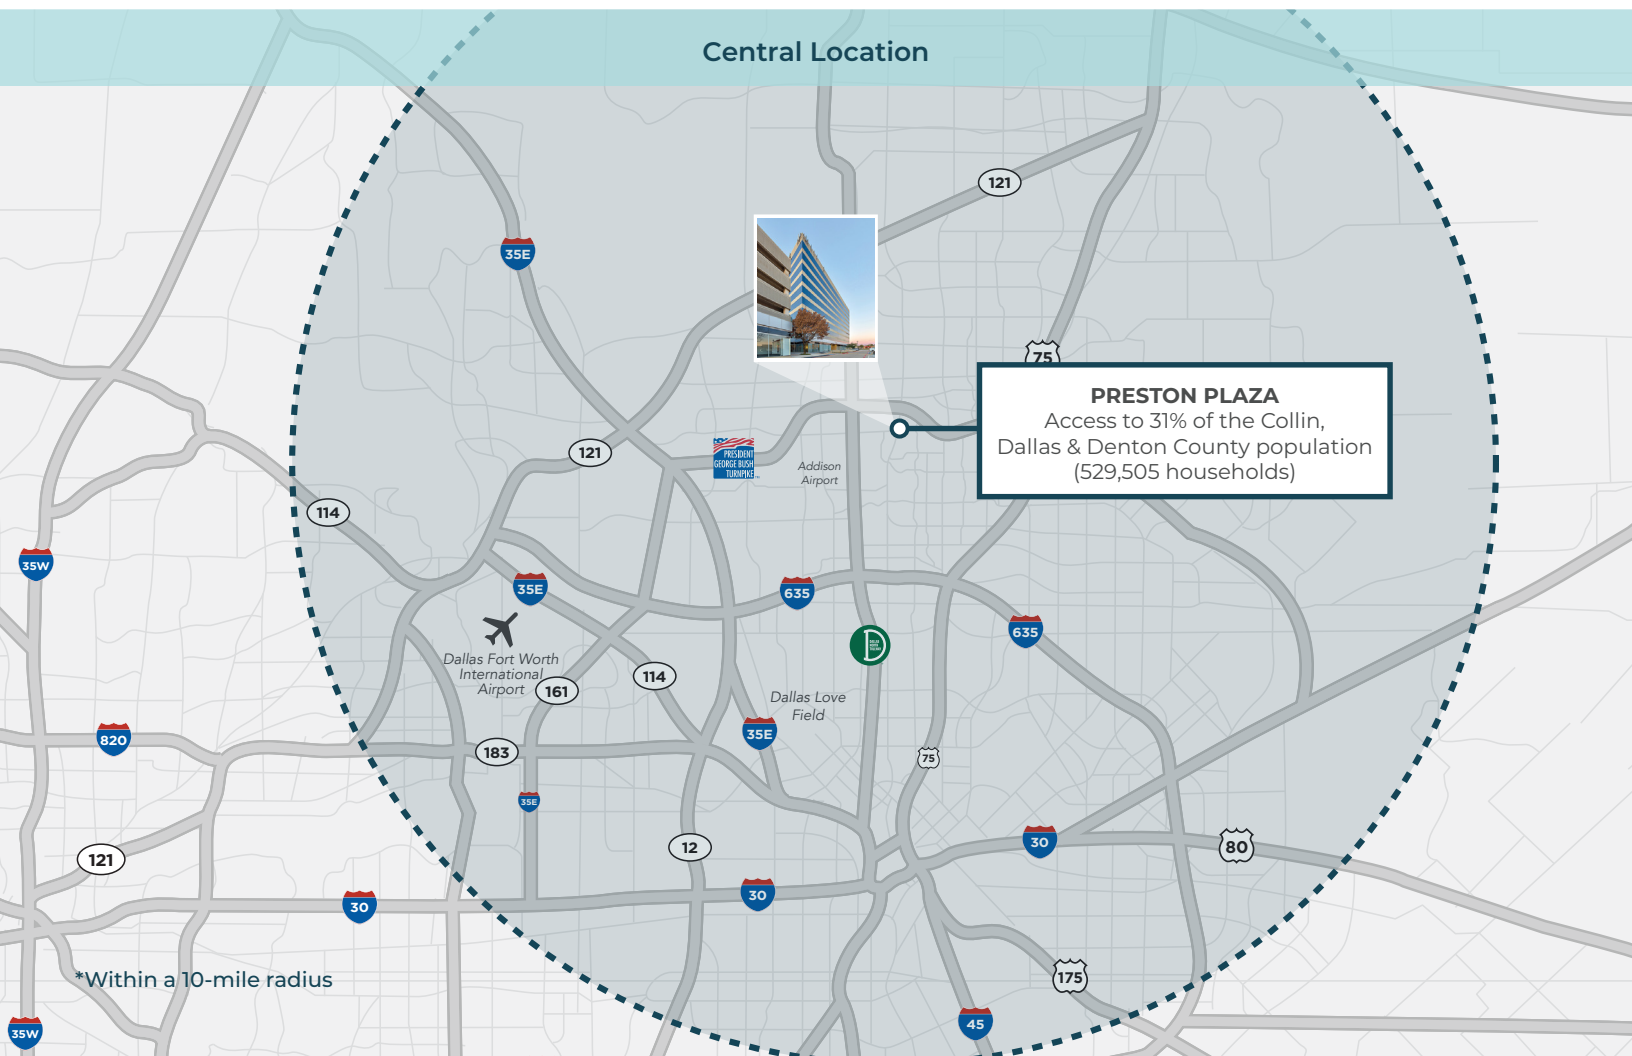 Central Location
121
35E
75
PRESTON PLAZA
Access to 31% of the Collin,
Dallas & Denton County population
(529,505 households)
121
PRESIDENT
GEORGE BUSH
TURNPIKE
Addison
Airport
114
35W
35E
635
635
Dallas Fort Worth
International
Airport
161
114
Dallas Love
Field
820
183
35E
75
35E
121
12
30
80
30
30
*Within a 10-mile radius
175
35W
45